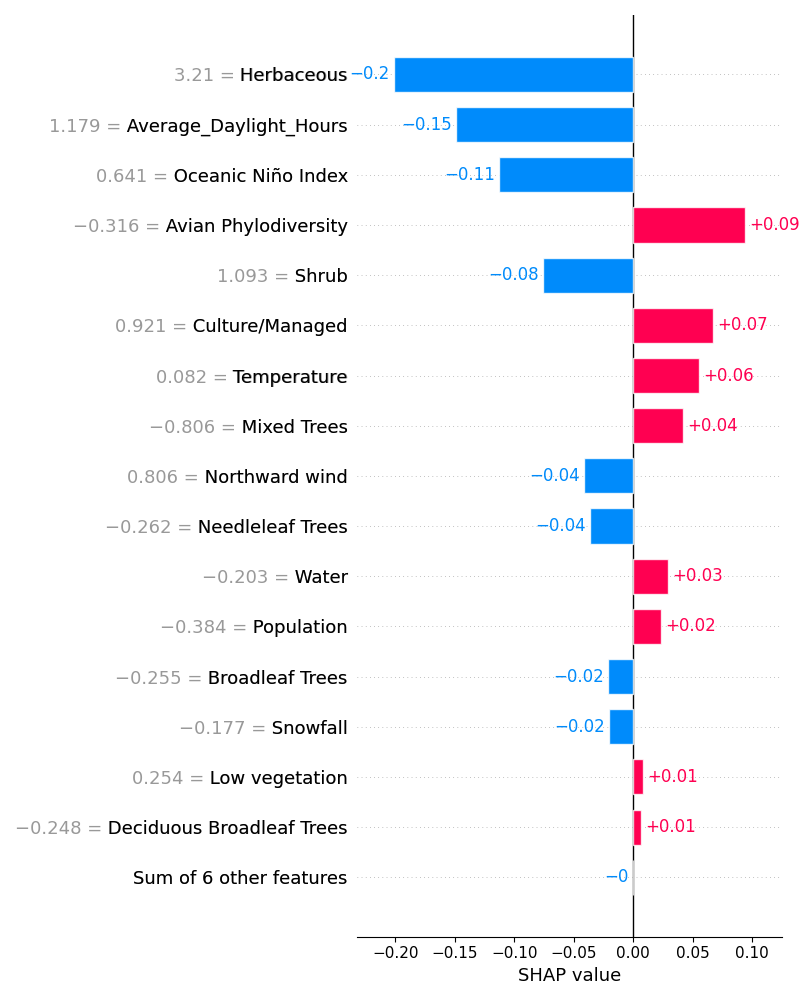 3.21 = Herbaceous −0.2
1.179 = Average_Daylight_Hours −0.15
0.641 = Oceanic Niño Index −0.11
−0.316 = Avian Phylodiversity +0.09
1.093 = Shrub −0.08
0.921 = Culture/Managed +0.07
0.082 = Temperature +0.06
−0.806 = Mixed Trees +0.04
0.806 = Northward wind −0.04
−0.262 = Needleleaf Trees −0.04
−0.203 = Water +0.03
−0.384 = Population +0.02
−0.255 = Broadleaf Trees −0.02
−0.177 = Snowfall −0.02
0.254 = Low vegetation +0.01
−0.248 = Deciduous Broadleaf Trees +0.01
Sum of 6 other features −0
−0.20 −0.15 −0.10 −0.05 0.00 0.05 0.10
SHAP value